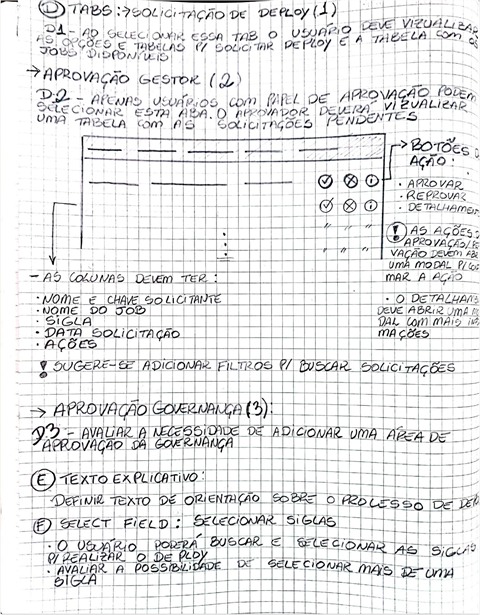 Ⓓ TABS: → SOLICITAÇÃO DE DEPLOY (1)
D1 - AO SELECIONAR ESSA TAB O USUÁRIO DEVE VIZUALIZAR
AS OPÇÕES E TABELAS P/ SOLICITAR DEPLOY E A TABELA COM OS
JOBS DISPONÍVEIS
→ APROVAÇÃO GESTOR (2)
D2 - APENAS USUÁRIOS COM PAPEL DE APROVAÇÃO PODEM
SELECIONAR ESTA ABA. O APROVADOR DEVERÁ VIZUALIZAR
UMA TABELA COM AS SOLICITAÇÕES PENDENTES
→ BOTÕES D
AÇÃO:
· APROVAR
· REPROVAR
· DETALHAMEN
! AS AÇÕES
APROVAÇÃO/
VAÇÃO DEVEM AB
UMA MODAL P/
MAR A AÇÃO
· O DETALHAM
DEVE ABRIR UMA
DAL COM MAIS
MAÇÕES
- AS COLUNAS DEVEM TER:
· NOME E CHAVE SOLICITANTE
· NOME DO JOB
· SIGLA
· DATA SOLICITAÇÃO
· AÇÕES
! SUGERE-SE ADICIONAR FILTROS P/ BUSCAR SOLICITAÇÕES
→ APROVAÇÃO GOVERNANÇA (3):
D3 - AVALIAR A NECESSIDADE DE ADICIONAR UMA ÁREA DE
APROVAÇÃO DA GOVERNANÇA
Ⓔ TEXTO EXPLICATIVO:
DEFINIR TEXTO DE ORIENTAÇÃO SOBRE O PROCESSO DE
Ⓕ SELECT FIELD: SELECIONAR SIGLAS
· O USUÁRIO PODERÁ BUSCAR E SELECIONAR AS SIGLAS
P/ REALIZAR O DEPLOY
· AVALIAR A POSSIBILIDADE DE SELECIONAR MAIS DE UMA
SIGLA